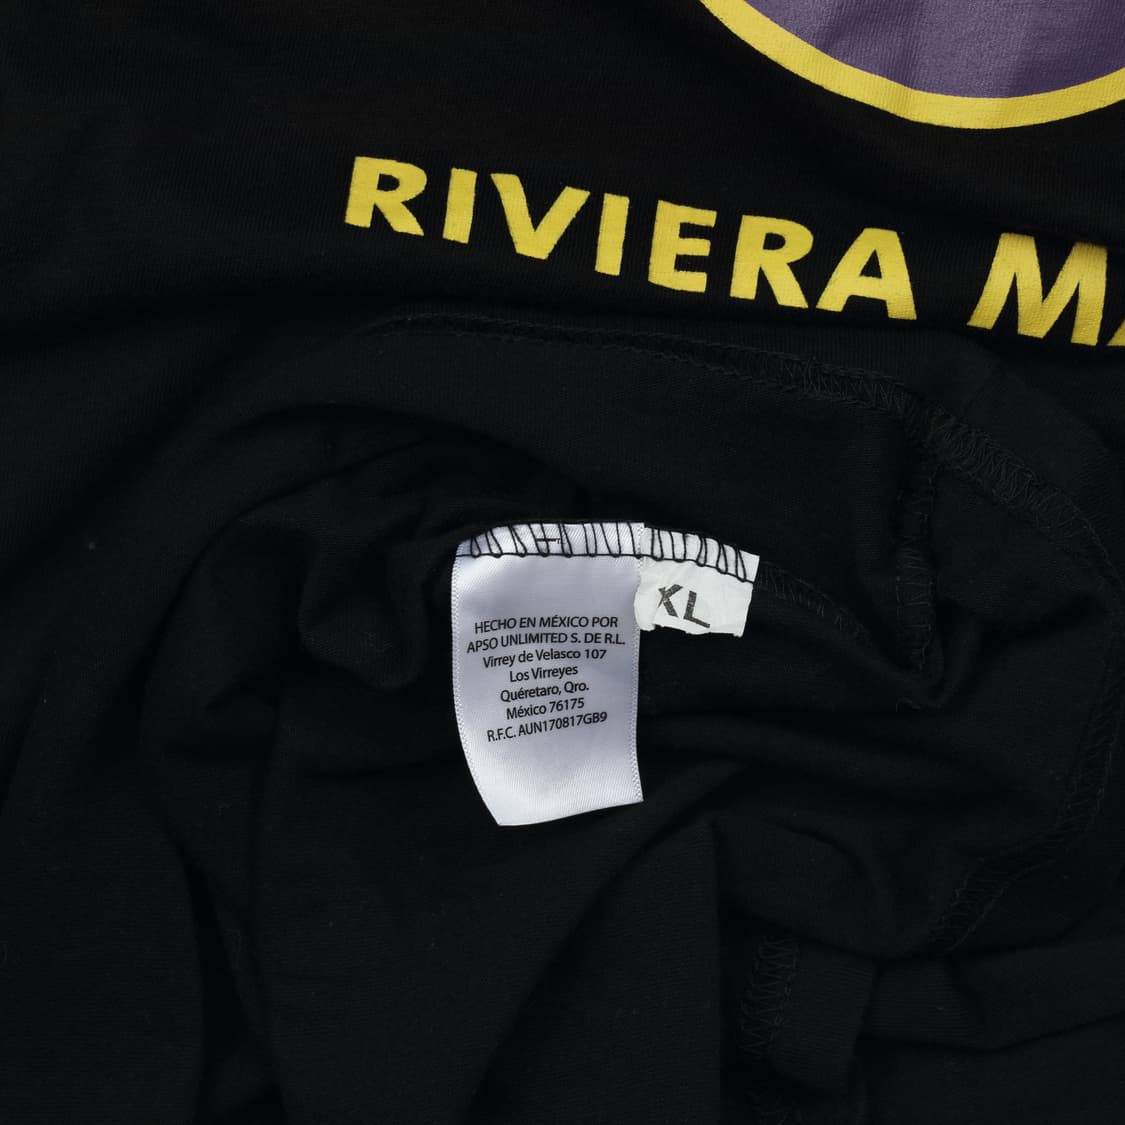 RIVIERA MA
XL
HECHO EN MÉXICO POR
APSO UNLIMITED S. DE R.L.
Virrey de Velasco 107
Los Virreyes
Quéretaro, Qro.
México 76175
R.F.C. AUN170817GB9